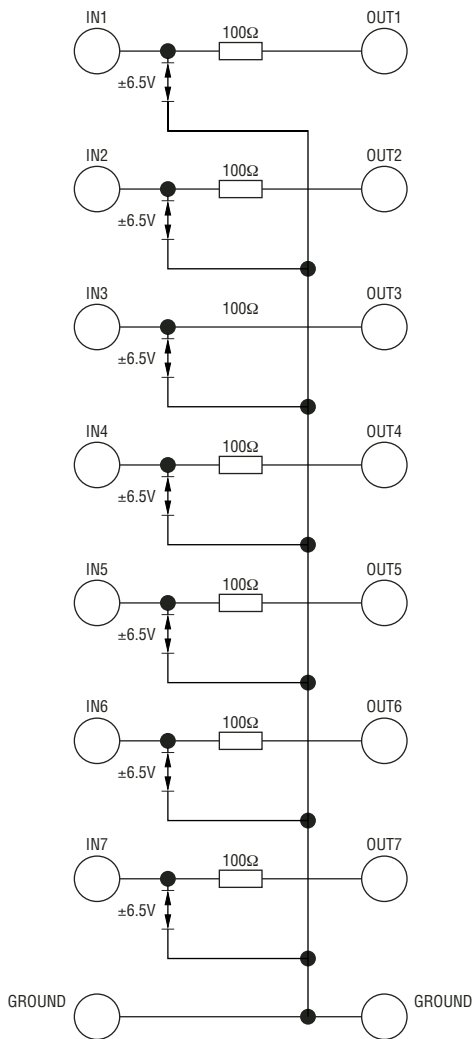 IN1 100Ω OUT1
±6.5V
IN2 100Ω OUT2
±6.5V
IN3 100Ω OUT3
±6.5V
IN4 100Ω OUT4
±6.5V
IN5 100Ω OUT5
±6.5V
IN6 100Ω OUT6
±6.5V
IN7 100Ω OUT7
±6.5V
GROUND GROUND